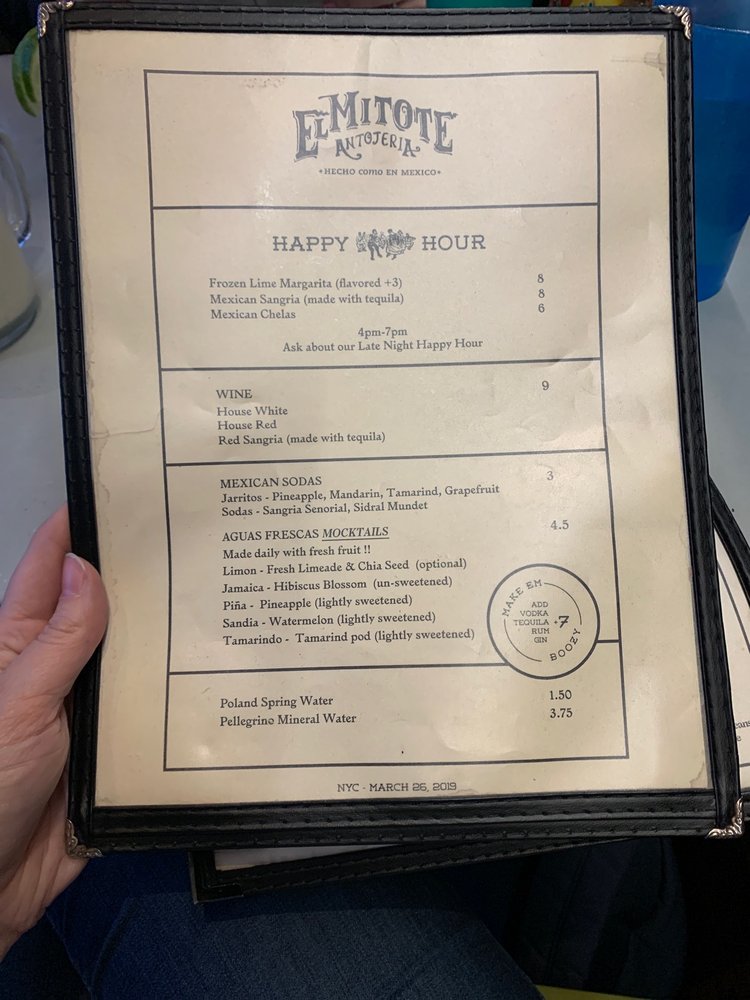 EL MITOTE
ANTOJERIA
• HECHO como EN MEXICO •
HAPPY HOUR
Frozen Lime Margarita (flavored +3) 8
Mexican Sangria (made with tequila) 8
Mexican Chelas 6
4pm-7pm
Ask about our Late Night Happy Hour
WINE 9
House White
House Red
Red Sangria (made with tequila)
MEXICAN SODAS 3
Jarritos - Pineapple, Mandarin, Tamarind, Grapefruit
Sodas - Sangria Senorial, Sidral Mundet
AGUAS FRESCAS MOCKTAILS 4.5
Made daily with fresh fruit !!
Limon - Fresh Limeade & Chia Seed (optional)
Jamaica - Hibiscus Blossom (un-sweetened)
Piña - Pineapple (lightly sweetened)
Sandia - Watermelon (lightly sweetened)
Tamarindo - Tamarind pod (lightly sweetened)
MAKE EM
ADD
VODKA
TEQUILA +7
RUM
GIN
BOOZY
Poland Spring Water 1.50
Pellegrino Mineral Water 3.75
NYC - MARCH 26, 2019